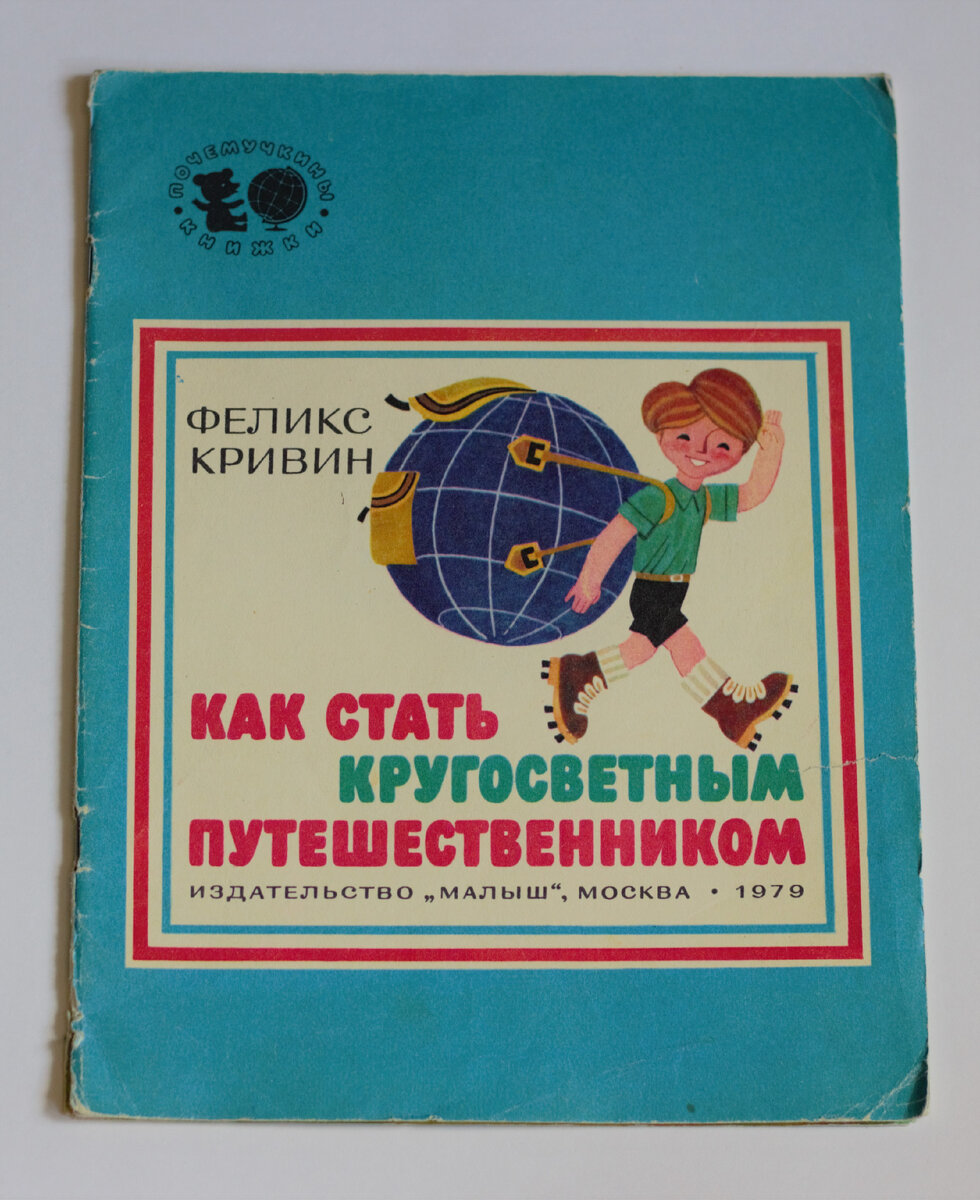 ПОЧЕМУЧКИНЫ
КНИЖКИ
ФЕЛИКС
КРИВИН
КАК СТАТЬ
КРУГОСВЕТНЫМ
ПУТЕШЕСТВЕННИКОМ
ИЗДАТЕЛЬСТВО „МАЛЫШ“, МОСКВА • 1979